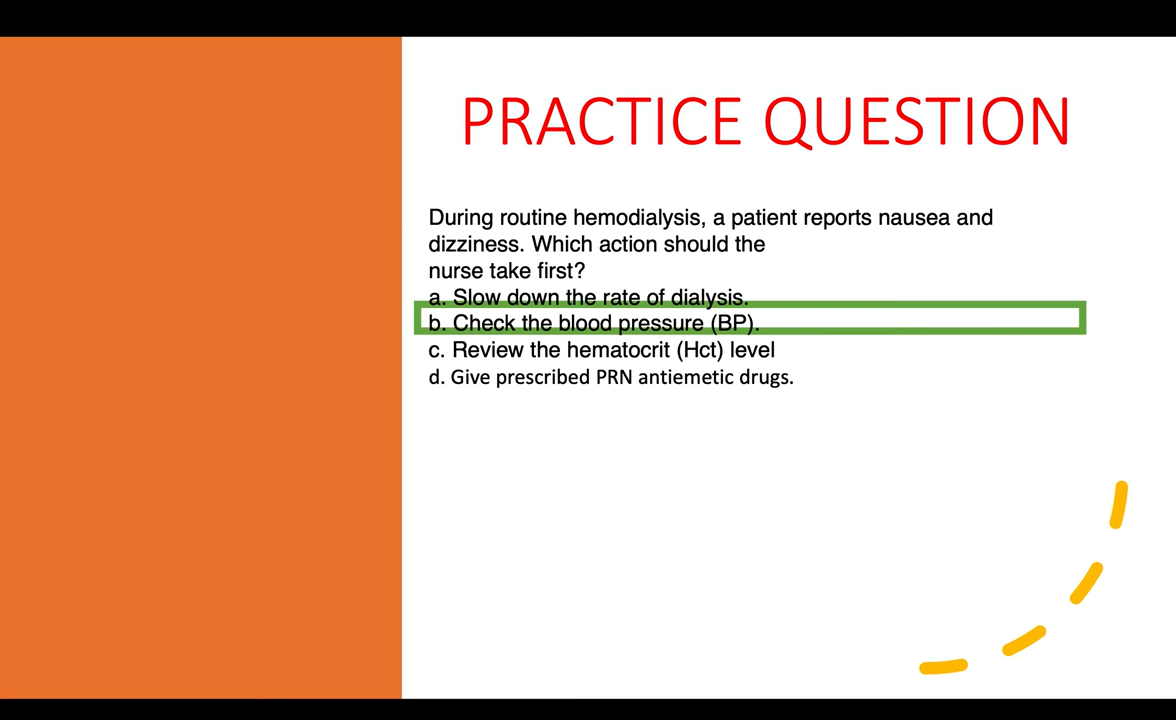 PRACTICE QUESTION
During routine hemodialysis, a patient reports nausea and
dizziness. Which action should the
nurse take first?
a. Slow down the rate of dialysis.
b. Check the blood pressure (BP).
c. Review the hematocrit (Hct) level
d. Give prescribed PRN antiemetic drugs.